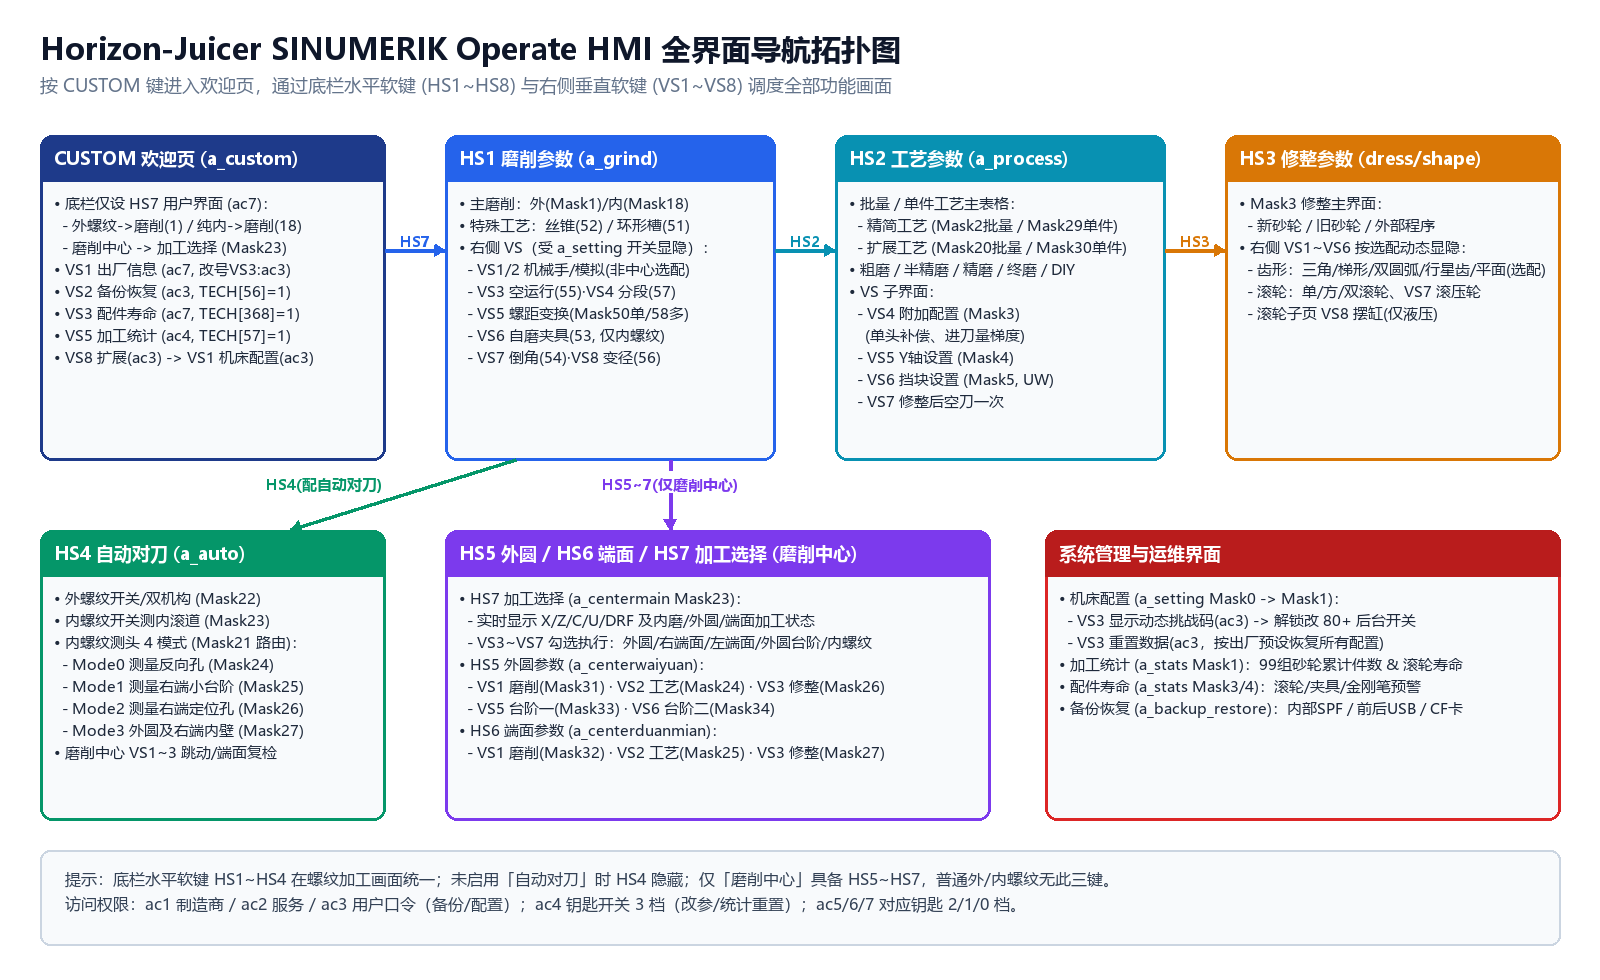 Horizon-Juicer SINUMERIK Operate HMI 全界面导航拓扑图
按 CUSTOM 键进入欢迎页，通过底栏水平软键 (HS1~HS8) 与右侧垂直软键 (VS1~VS8) 调度全部功能画面
CUSTOM 欢迎页 (a_custom)
• 底栏仅设 HS7 用户界面 (ac7)：
- 外螺纹->磨削(1) / 纯内->磨削(18)
- 磨削中心 -> 加工选择 (Mask23)
• VS1 出厂信息 (ac7, 改号VS3:ac3)
• VS2 备份恢复 (ac3, TECH[56]=1)
• VS3 配件寿命 (ac7, TECH[368]=1)
• VS5 加工统计 (ac4, TECH[57]=1)
• VS8 扩展(ac3) -> VS1 机床配置(ac3)
HS7
HS1 磨削参数 (a_grind)
• 主磨削：外(Mask1)/内(Mask18)
• 特殊工艺：丝锥(52) / 环形槽(51)
• 右侧 VS（受 a_setting 开关显隐）:
- VS1/2 机械手/模拟(非中心选配)
- VS3 空运行(55)·VS4 分段(57)
- VS5 螺距变换(Mask50单/58多)
- VS6 自磨夹具(53, 仅内螺纹)
- VS7 倒角(54)·VS8 变径(56)
HS2
HS2 工艺参数 (a_process)
• 批量 / 单件工艺主表格：
- 精简工艺 (Mask2批量 / Mask29单件)
- 扩展工艺 (Mask20批量 / Mask30单件)
• 粗磨 / 半精磨 / 精磨 / 终磨 / DIY
• VS 子界面：
- VS4 附加配置 (Mask3)
(单头补偿、进刀量梯度)
- VS5 Y轴设置 (Mask4)
- VS6 挡块设置 (Mask5, UW)
- VS7 修整后空刀一次
HS3
HS3 修整参数 (dress/shape)
• Mask3 修整主界面：
- 新砂轮 / 旧砂轮 / 外部程序
• 右侧 VS1~VS6 按选配动态显隐：
- 齿形：三角/梯形/双圆弧/行星齿/平面(选配)
- 滚轮：单/方/双滚轮、VS7 滚压轮
- 滚轮子页 VS8 摆缸(仅液压)
HS4(配自动对刀)
HS5~7(仅磨削中心)
HS4 自动对刀 (a_auto)
• 外螺纹开关/双机构 (Mask22)
• 内螺纹开关测内滚道 (Mask23)
• 内螺纹测头 4 模式 (Mask21 路由)：
- Mode0 测量反向孔 (Mask24)
- Mode1 测量右端小台阶 (Mask25)
- Mode2 测量右端定位孔 (Mask26)
- Mode3 外圆及右端内壁 (Mask27)
• 磨削中心 VS1~3 跳动/端面复检
HS5 外圆 / HS6 端面 / HS7 加工选择 (磨削中心)
• HS7 加工选择 (a_centermain Mask23)：
- 实时显示 X/Z/C/U/DRF 及内磨/外圆/端面加工状态
- VS3~VS7 勾选执行：外圆/右端面/左端面/外圆台阶/内螺纹
• HS5 外圆参数 (a_centerwaiyuan)：
- VS1 磨削(Mask31) · VS2 工艺(Mask24) · VS3 修整(Mask26)
- VS5 台阶一(Mask33) · VS6 台阶二(Mask34)
• HS6 端面参数 (a_centerduanmian)：
- VS1 磨削(Mask32) · VS2 工艺(Mask25) · VS3 修整(Mask27)
系统管理与运维界面
• 机床配置 (a_setting Mask0 -> Mask1)：
- VS3 显示动态挑战码(ac3) -> 解锁改 80+ 后台开关
- VS3 重置数据(ac3，按出厂预设恢复所有配置)
• 加工统计 (a_stats Mask1)：99组砂轮累计件数 & 滚轮寿命
• 配件寿命 (a_stats Mask3/4)：滚轮/夹具/金刚笔预警
• 备份恢复 (a_backup_restore)：内部SPF / 前后USB / CF卡
提示：底栏水平软键 HS1~HS4 在螺纹加工画面统一；未启用「自动对刀」时 HS4 隐藏；仅「磨削中心」具备 HS5~HS7，普通外/内螺纹无此三键。
访问权限：ac1 制造商 / ac2 服务 / ac3 用户口令（备份/配置）；ac4 钥匙开关 3 档（改参/统计重置）；ac5/6/7 对应钥匙 2/1/0 档。